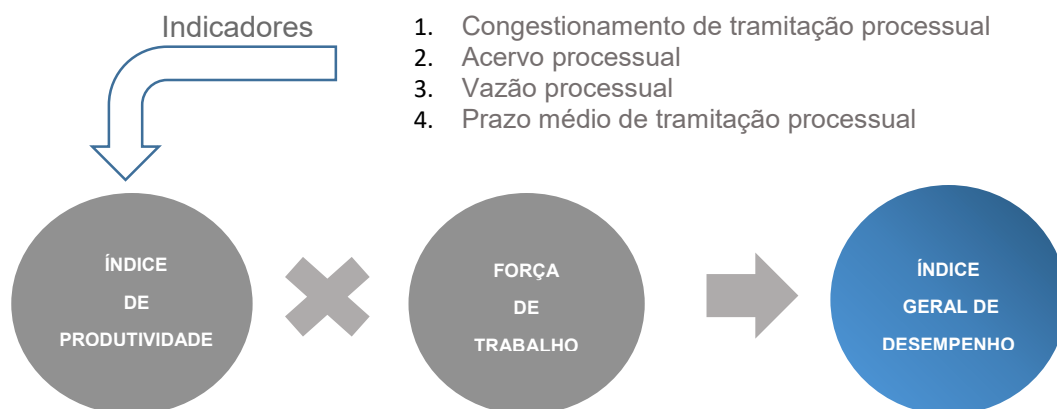 Indicadores
1. Congestionamento de tramitação processual
2. Acervo processual
3. Vazão processual
4. Prazo médio de tramitação processual
ÍNDICE
DE
PRODUTIVIDADE
FORÇA
DE
TRABALHO
ÍNDICE
GERAL DE
DESEMPENHO